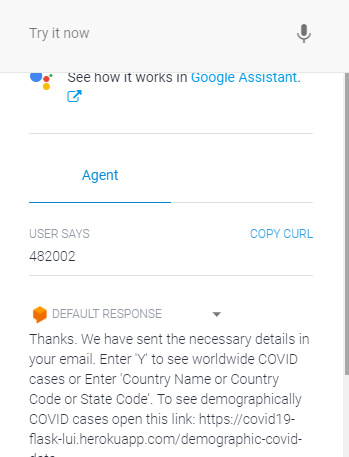 Try it now
See how it works in Google Assistant.
Agent
USER SAYS
COPY CURL
482002
DEFAULT RESPONSE
Thanks. We have sent the necessary details in
your email. Enter 'Y' to see worldwide COVID
cases or Enter 'Country Name or Country
Code or State Code'. To see demographically
COVID cases open this link: https://covid19-
flask-lui.herokuapp.com/demographic-covid-